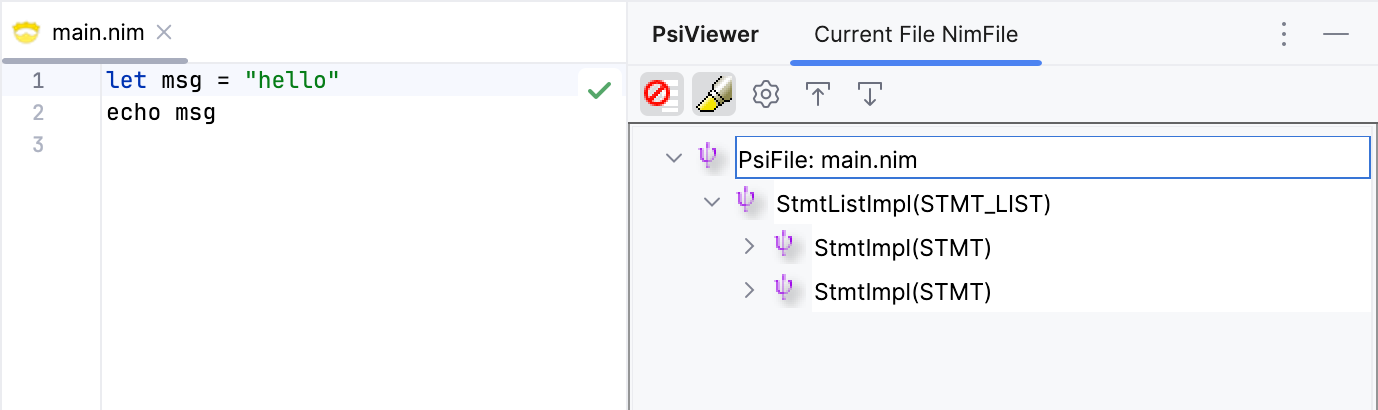 main.nim
1 let msg = "hello"
2 echo msg
3
PsiViewer Current File NimFile
PsiFile: main.nim
StmtListImpl(STMT_LIST)
StmtImpl(STMT)
StmtImpl(STMT)